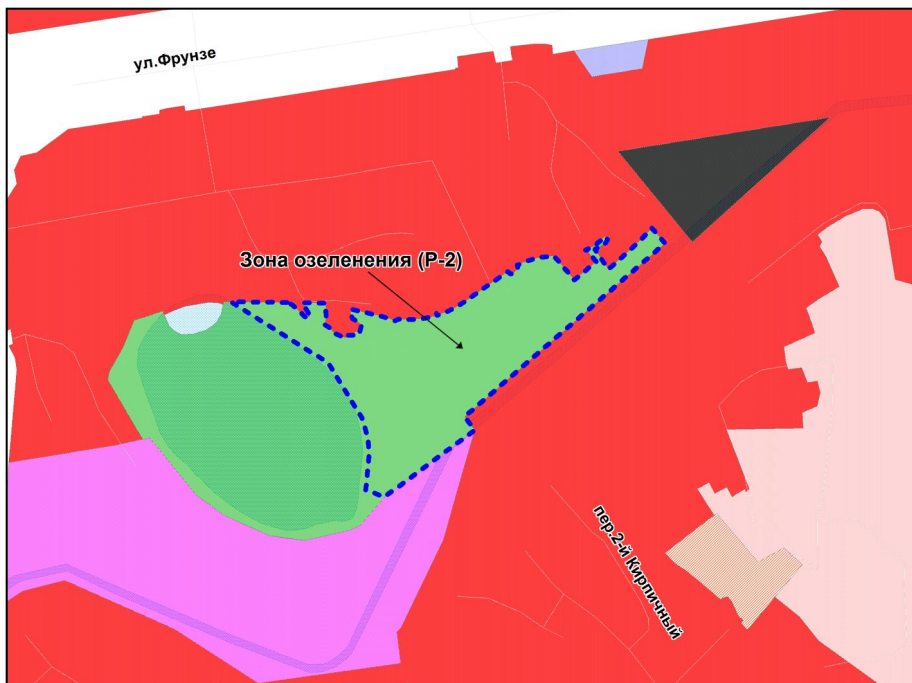 ул.Фрунзе
Зона озеленения (Р-2)
пер.2-й Кирпичный